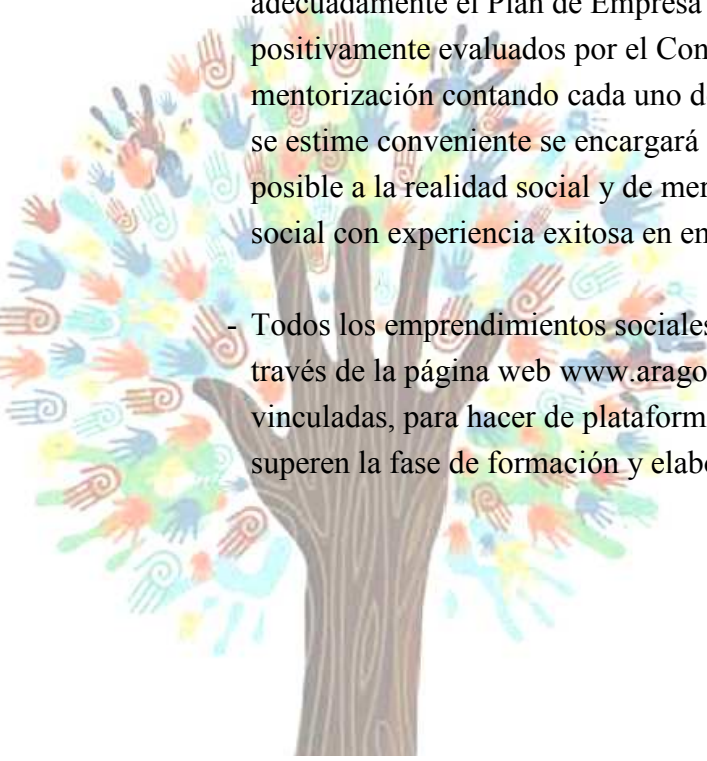 adecuadamente el Plan de Empresa
positivamente evaluados por el Con
mentorización contando cada uno d
se estime conveniente se encargará
posible a la realidad social y de mer
social con experiencia exitosa en en
- Todos los emprendimientos sociales
través de la página web www.arago
vinculadas, para hacer de plataform
superen la fase de formación y elabo